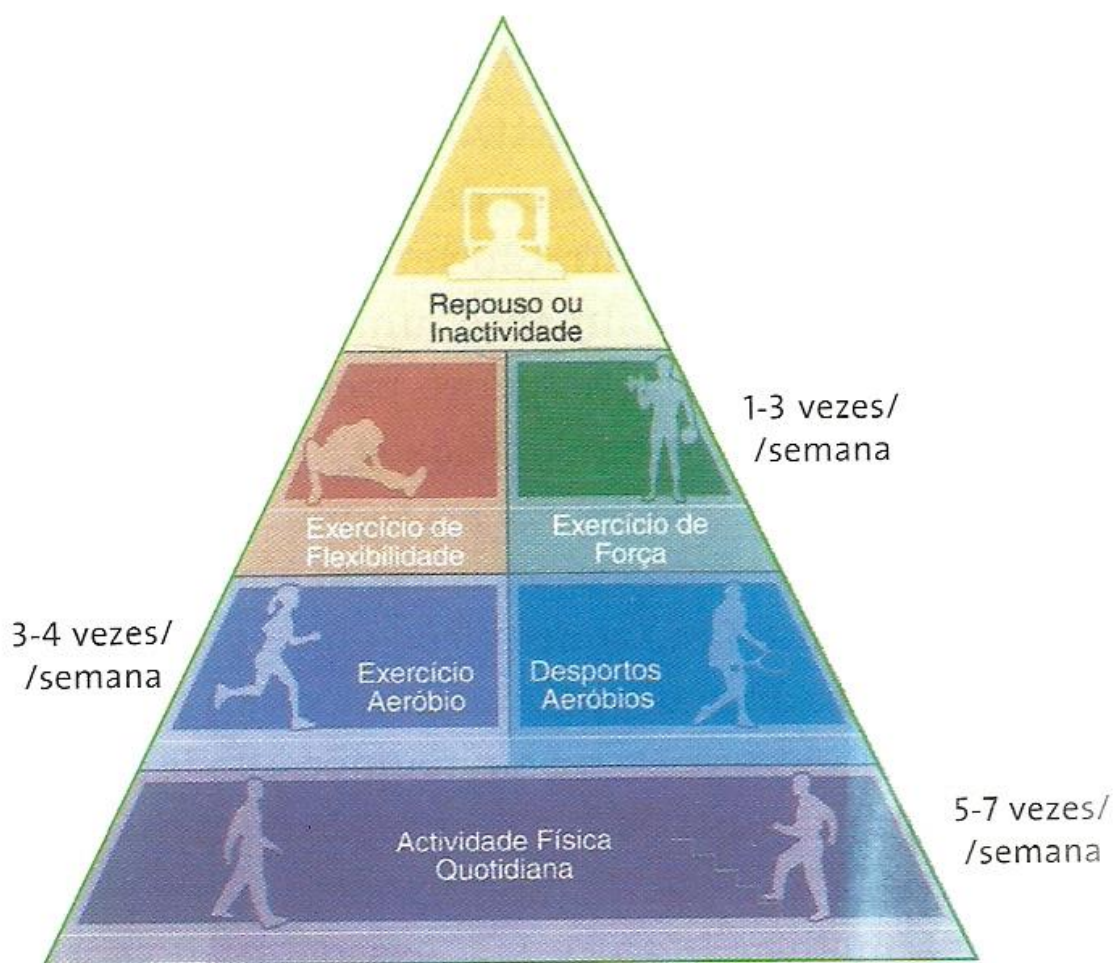 Repouso ou
Inactividade
1-3 vezes/
/semana
Exercício de
Flexibilidade
Exercício de
Força
3-4 vezes/
/semana
Exercício
Aeróbio
Desportos
Aeróbios
5-7 vezes/
/semana
Actividade Física
Quotidiana